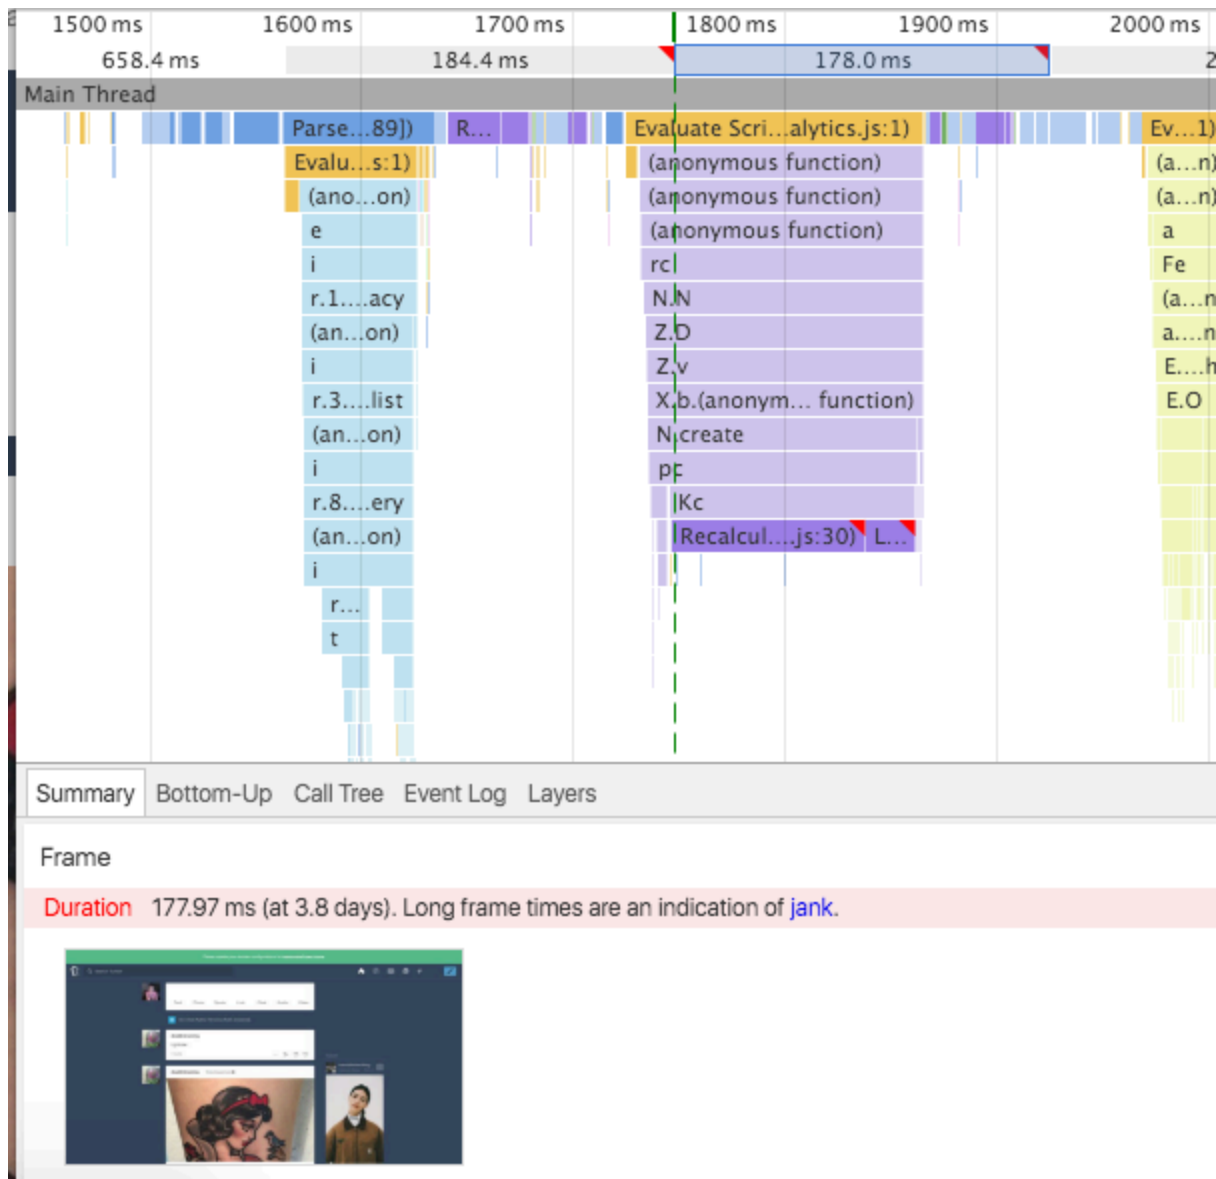 1500 ms 1600 ms 1700 ms 1800 ms 1900 ms 2000 ms
658.4 ms 184.4 ms 178.0 ms 2
Main Thread
Parse...89]) R... Evaluate Scri...alytics.js:1) Ev...1)
Evalu...s:1) (anonymous function) (a...n)
(ano...on) (anonymous function) (a...n)
e (anonymous function) a
i rc Fe
r.1....acy N.N (a...n
(an...on) Z.D a....n
i Z.v E....h
r.3....list X.b.(anonym... function) E.O
(an...on) N.create
i pc
r.8....ery Kc
(an...on) Recalcul....js:30) L...
i
r...
t
Summary Bottom-Up Call Tree Event Log Layers
Frame
Duration 177.97 ms (at 3.8 days). Long frame times are an indication of jank.